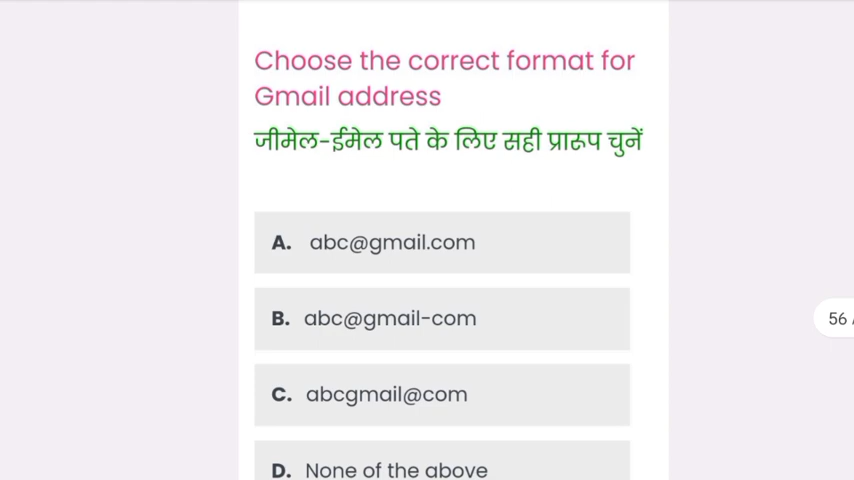 Choose the correct format for
Gmail address
जीमेल-ईमेल पते के लिए सही प्रारूप चुनें
A. abc@gmail.com
B. abc@gmail-com
56 /
C. abcgmail@com
D. None of the above